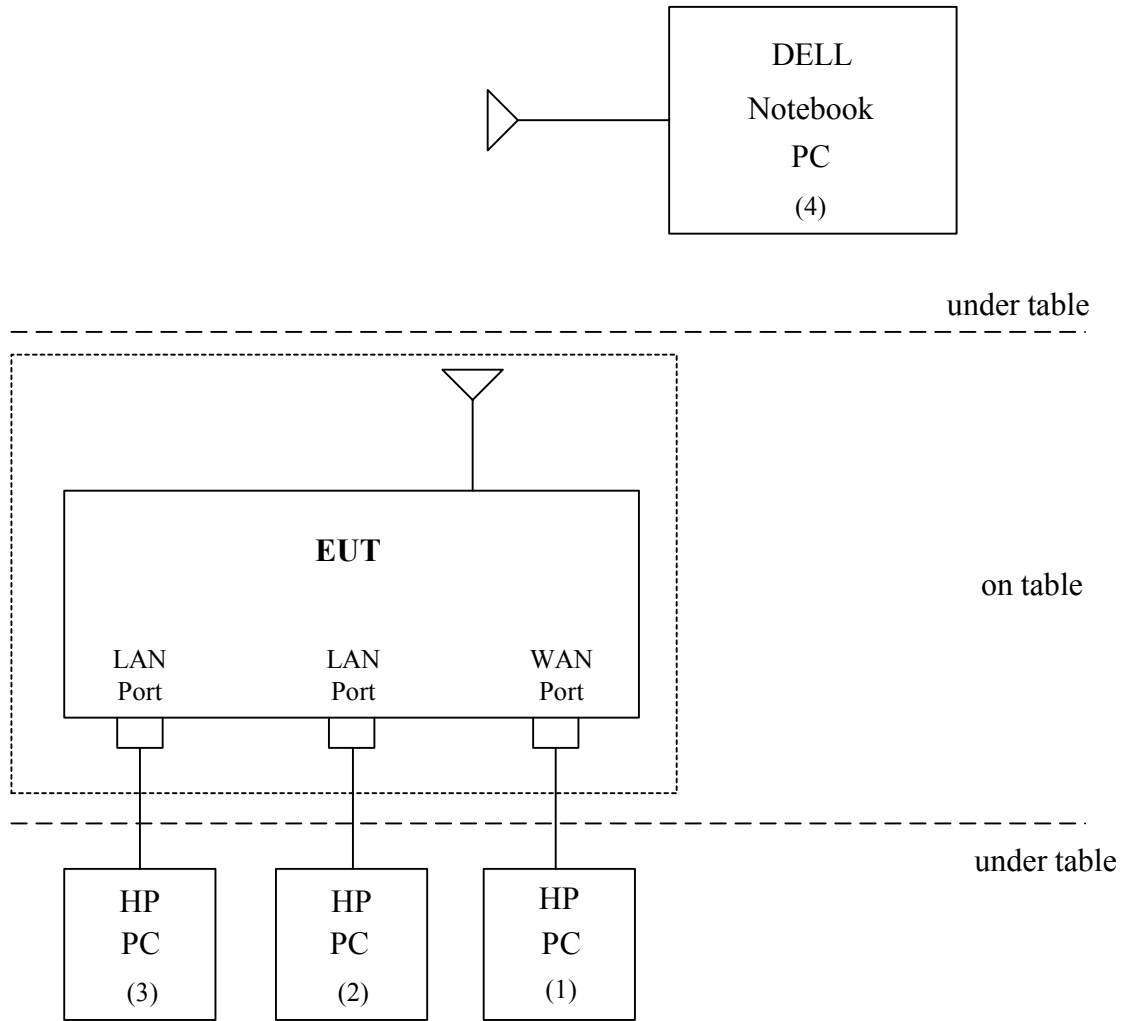 DELL
Notebook
PC
(4)
under table
EUT
on table
LAN
Port
LAN
Port
WAN
Port
under table
HP
PC
(3)
HP
PC
(2)
HP
PC
(1)